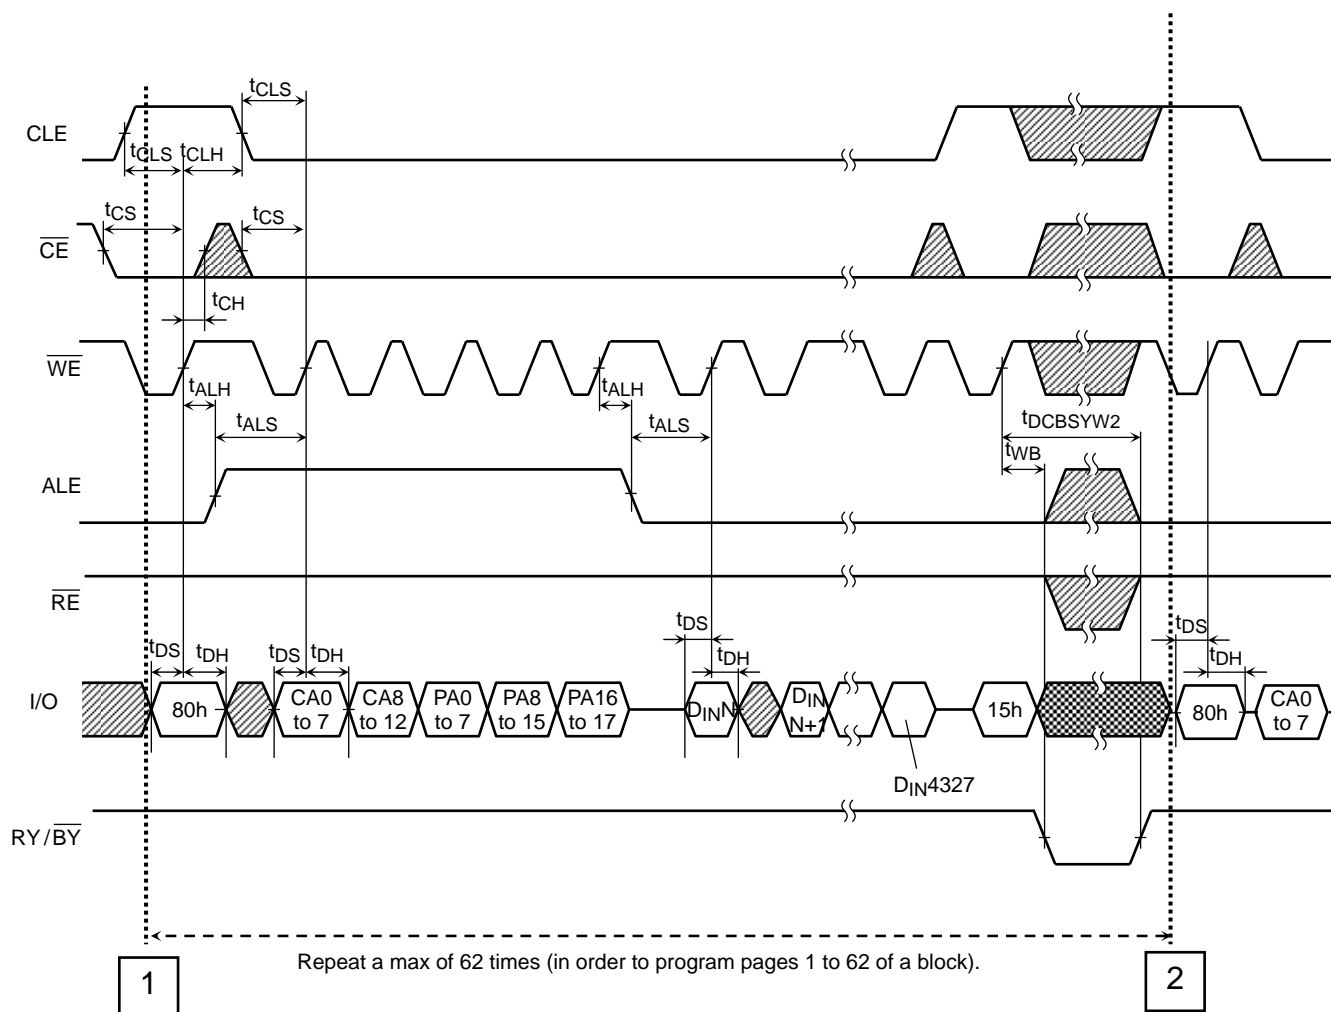 tCLS
CLE
tCLS tCLH
tCS tCS
CE
tCH
WE
tALH tALH
tALS tALS tDCBSYW2
tWB
ALE
RE
tDS tDH tDS tDH tDS tDH tDS tDH
I/O
80h
CA0 to 7
CA8 to 12
PA0 to 7
PA8 to 15
PA16 to 17
DINN
DIN N+1
15h
80h
CA0 to 7
DIN4327
RY/BY
Repeat a max of 62 times (in order to program pages 1 to 62 of a block).
1 2